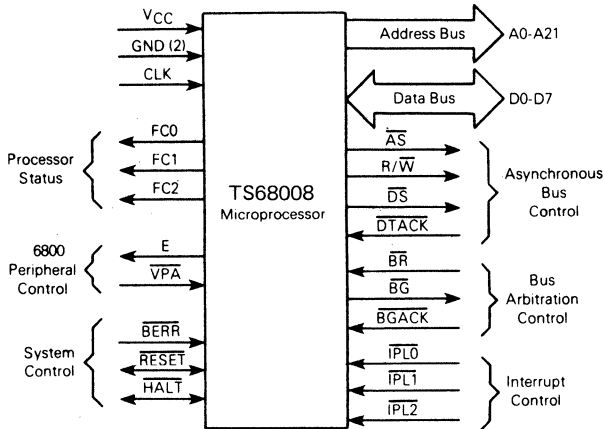 VCC
GND (2)
CLK
FC0
FC1
FC2
Processor
Status
E
VPA
6800
Peripheral
Control
BERR
RESET
HALT
System
Control
TS68008
Microprocessor
Address Bus
A0-A21
Data Bus
D0-D7
AS
R/W
DS
DTACK
Asynchronous
Bus
Control
BR
BG
BGACK
Bus
Arbitration
Control
IPL0
IPL1
IPL2
Interrupt
Control